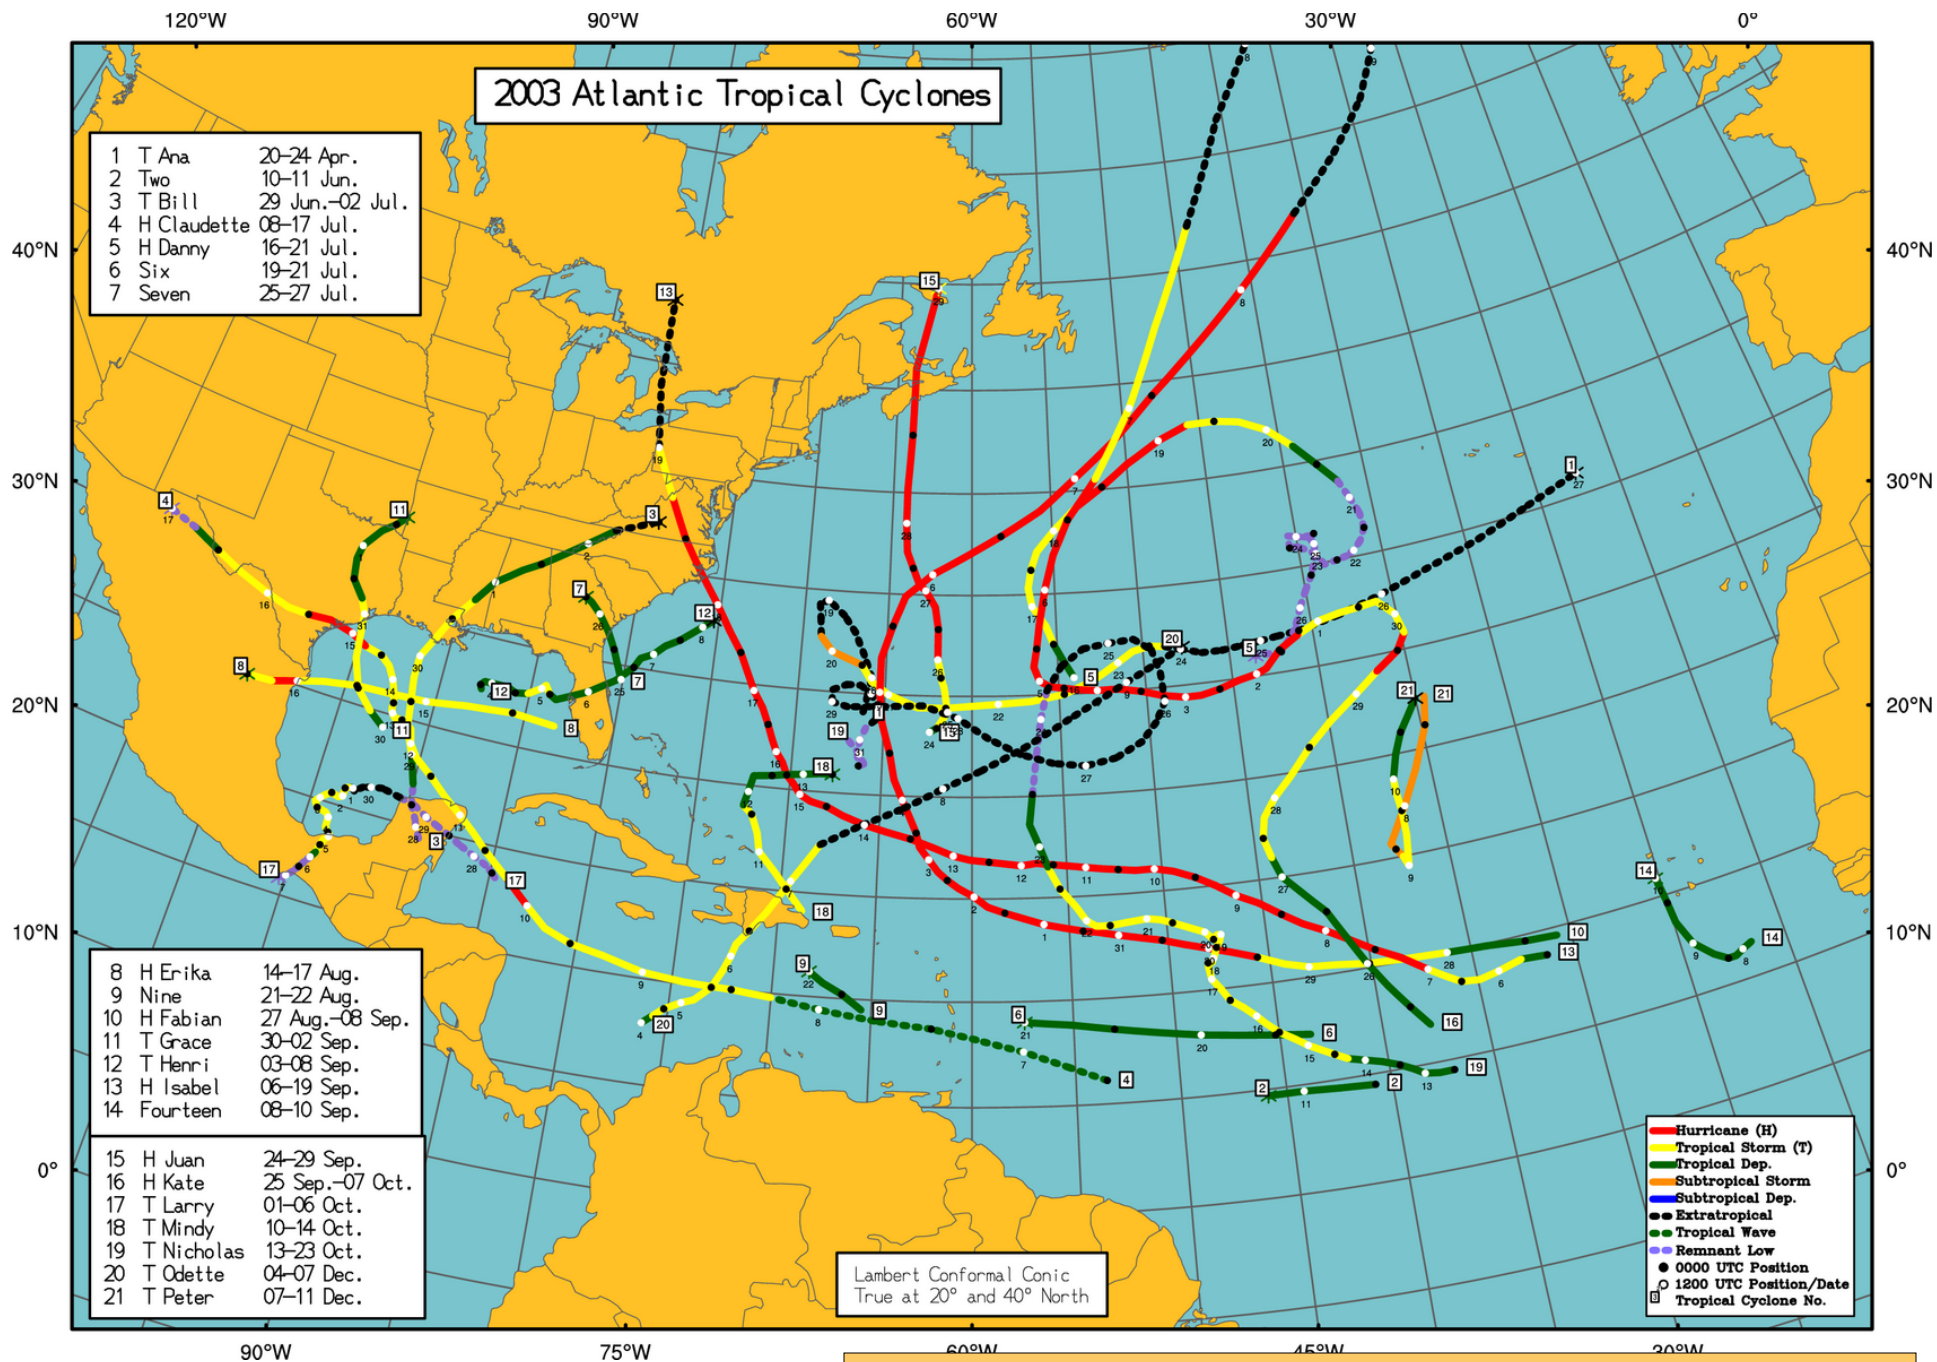 120°W 90°W 60°W 30°W 0°
2003 Atlantic Tropical Cyclones
1 T Ana 20-24 Apr.
2 Two 10-11 Jun.
3 T Bill 29 Jun.-02 Jul.
4 H Claudette 08-17 Jul.
5 H Danny 16-21 Jul.
6 Six 19-21 Jul.
7 Seven 25-27 Jul.
40°N 40°N
30°N 30°N
20°N 20°N
10°N 10°N
0° 0°
8 H Erika 14-17 Aug.
9 Nine 21-22 Aug.
10 H Fabian 27 Aug.-08 Sep.
11 T Grace 30-02 Sep.
12 T Henri 03-08 Sep.
13 H Isabel 06-19 Sep.
14 Fourteen 08-10 Sep.
15 H Juan 24-29 Sep.
16 H Kate 25 Sep.-07 Oct.
17 T Larry 01-06 Oct.
18 T Mindy 10-14 Oct.
19 T Nicholas 13-23 Oct.
20 T Odette 04-07 Dec.
21 T Peter 07-11 Dec.
Lambert Conformal Conic
True at 20° and 40° North
Hurricane (H)
Tropical Storm (T)
Tropical Dep.
Subtropical Storm
Subtropical Dep.
Extratropical
Tropical Wave
Remnant Low
0000 UTC Position
1200 UTC Position/Date
Tropical Cyclone No.
90°W 75°W 60°W 45°W 30°W